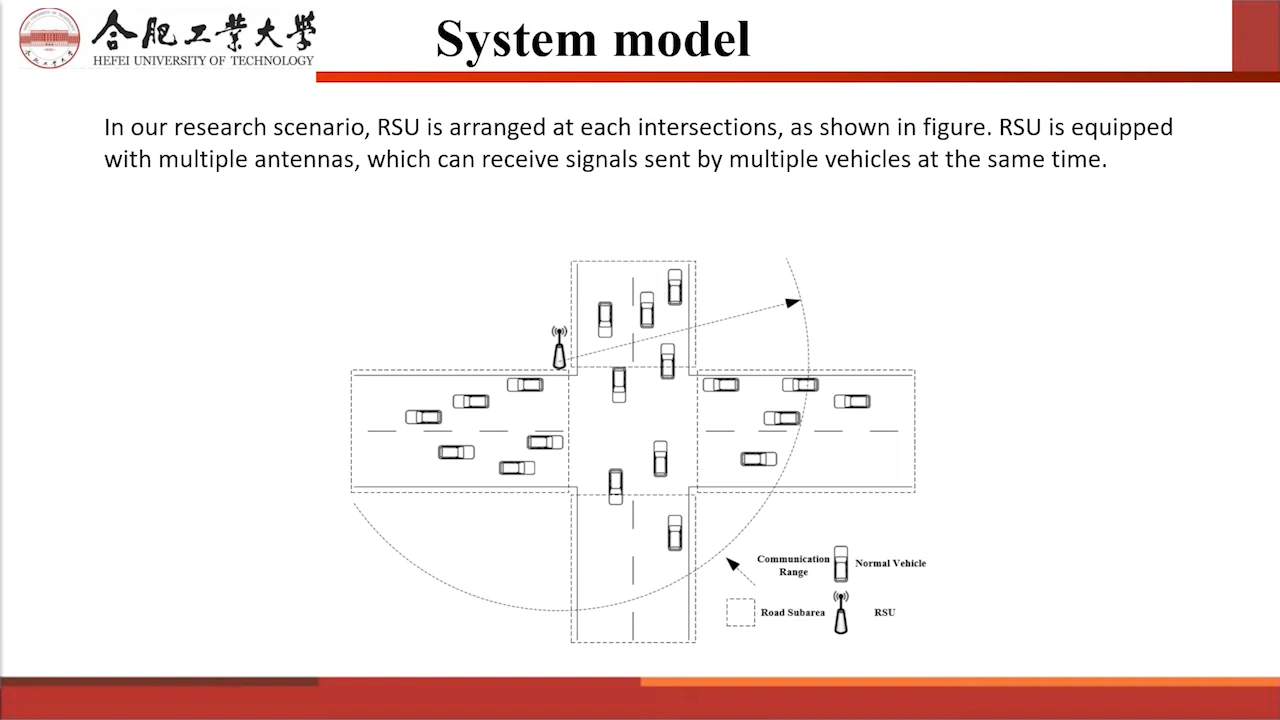 合肥工业大学
HEFEI UNIVERSITY OF TECHNOLOGY
System model
In our research scenario, RSU is arranged at each intersections, as shown in figure. RSU is equipped
with multiple antennas, which can receive signals sent by multiple vehicles at the same time.
Communication
Range
Normal Vehicle
Road Subarea
RSU